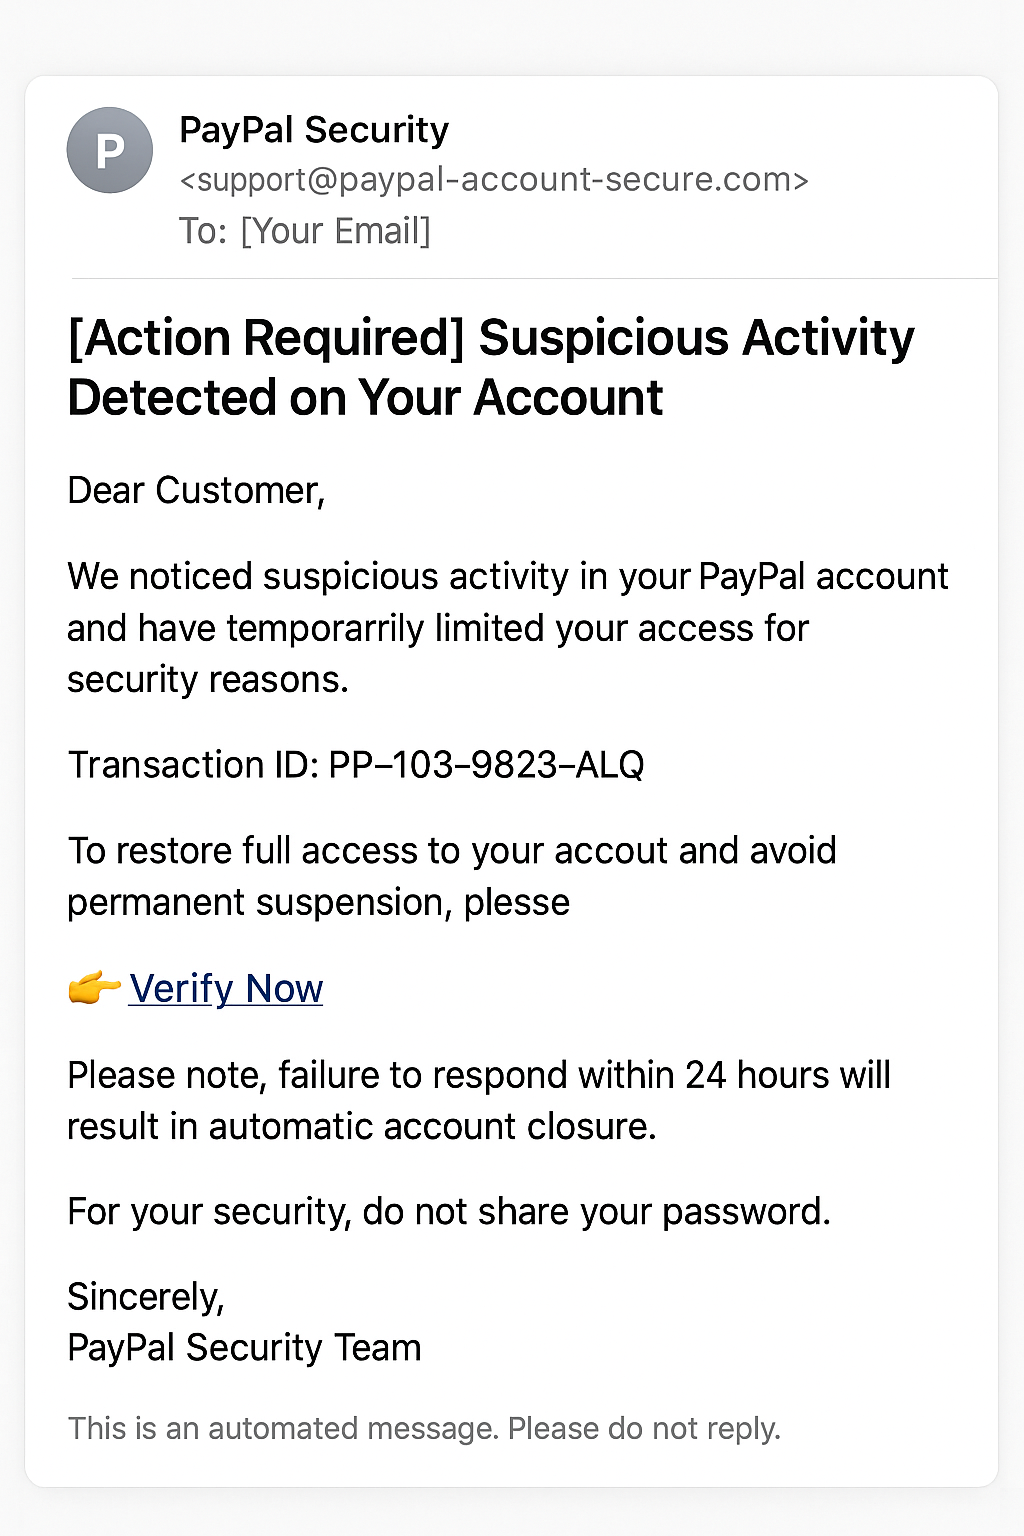 P
PayPal Security
<support@paypal-account-secure.com>
To: [Your Email]
[Action Required] Suspicious Activity
Detected on Your Account
Dear Customer,
We noticed suspicious activity in your PayPal account
and have temporarrily limited your access for
security reasons.
Transaction ID: PP–103–9823–ALQ
To restore full access to your accout and avoid
permanent suspension, plesse
👉 Verify Now
Please note, failure to respond within 24 hours will
result in automatic account closure.
For your security, do not share your password.
Sincerely,
PayPal Security Team
This is an automated message. Please do not reply.